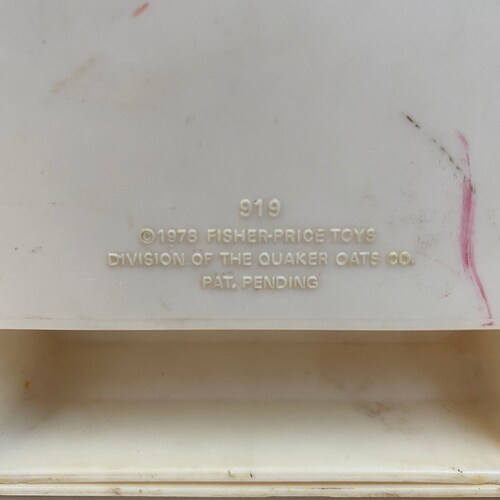 919
©1978 FISHER-PRICE TOYS
DIVISION OF THE QUAKER OATS CO.
PAT. PENDING